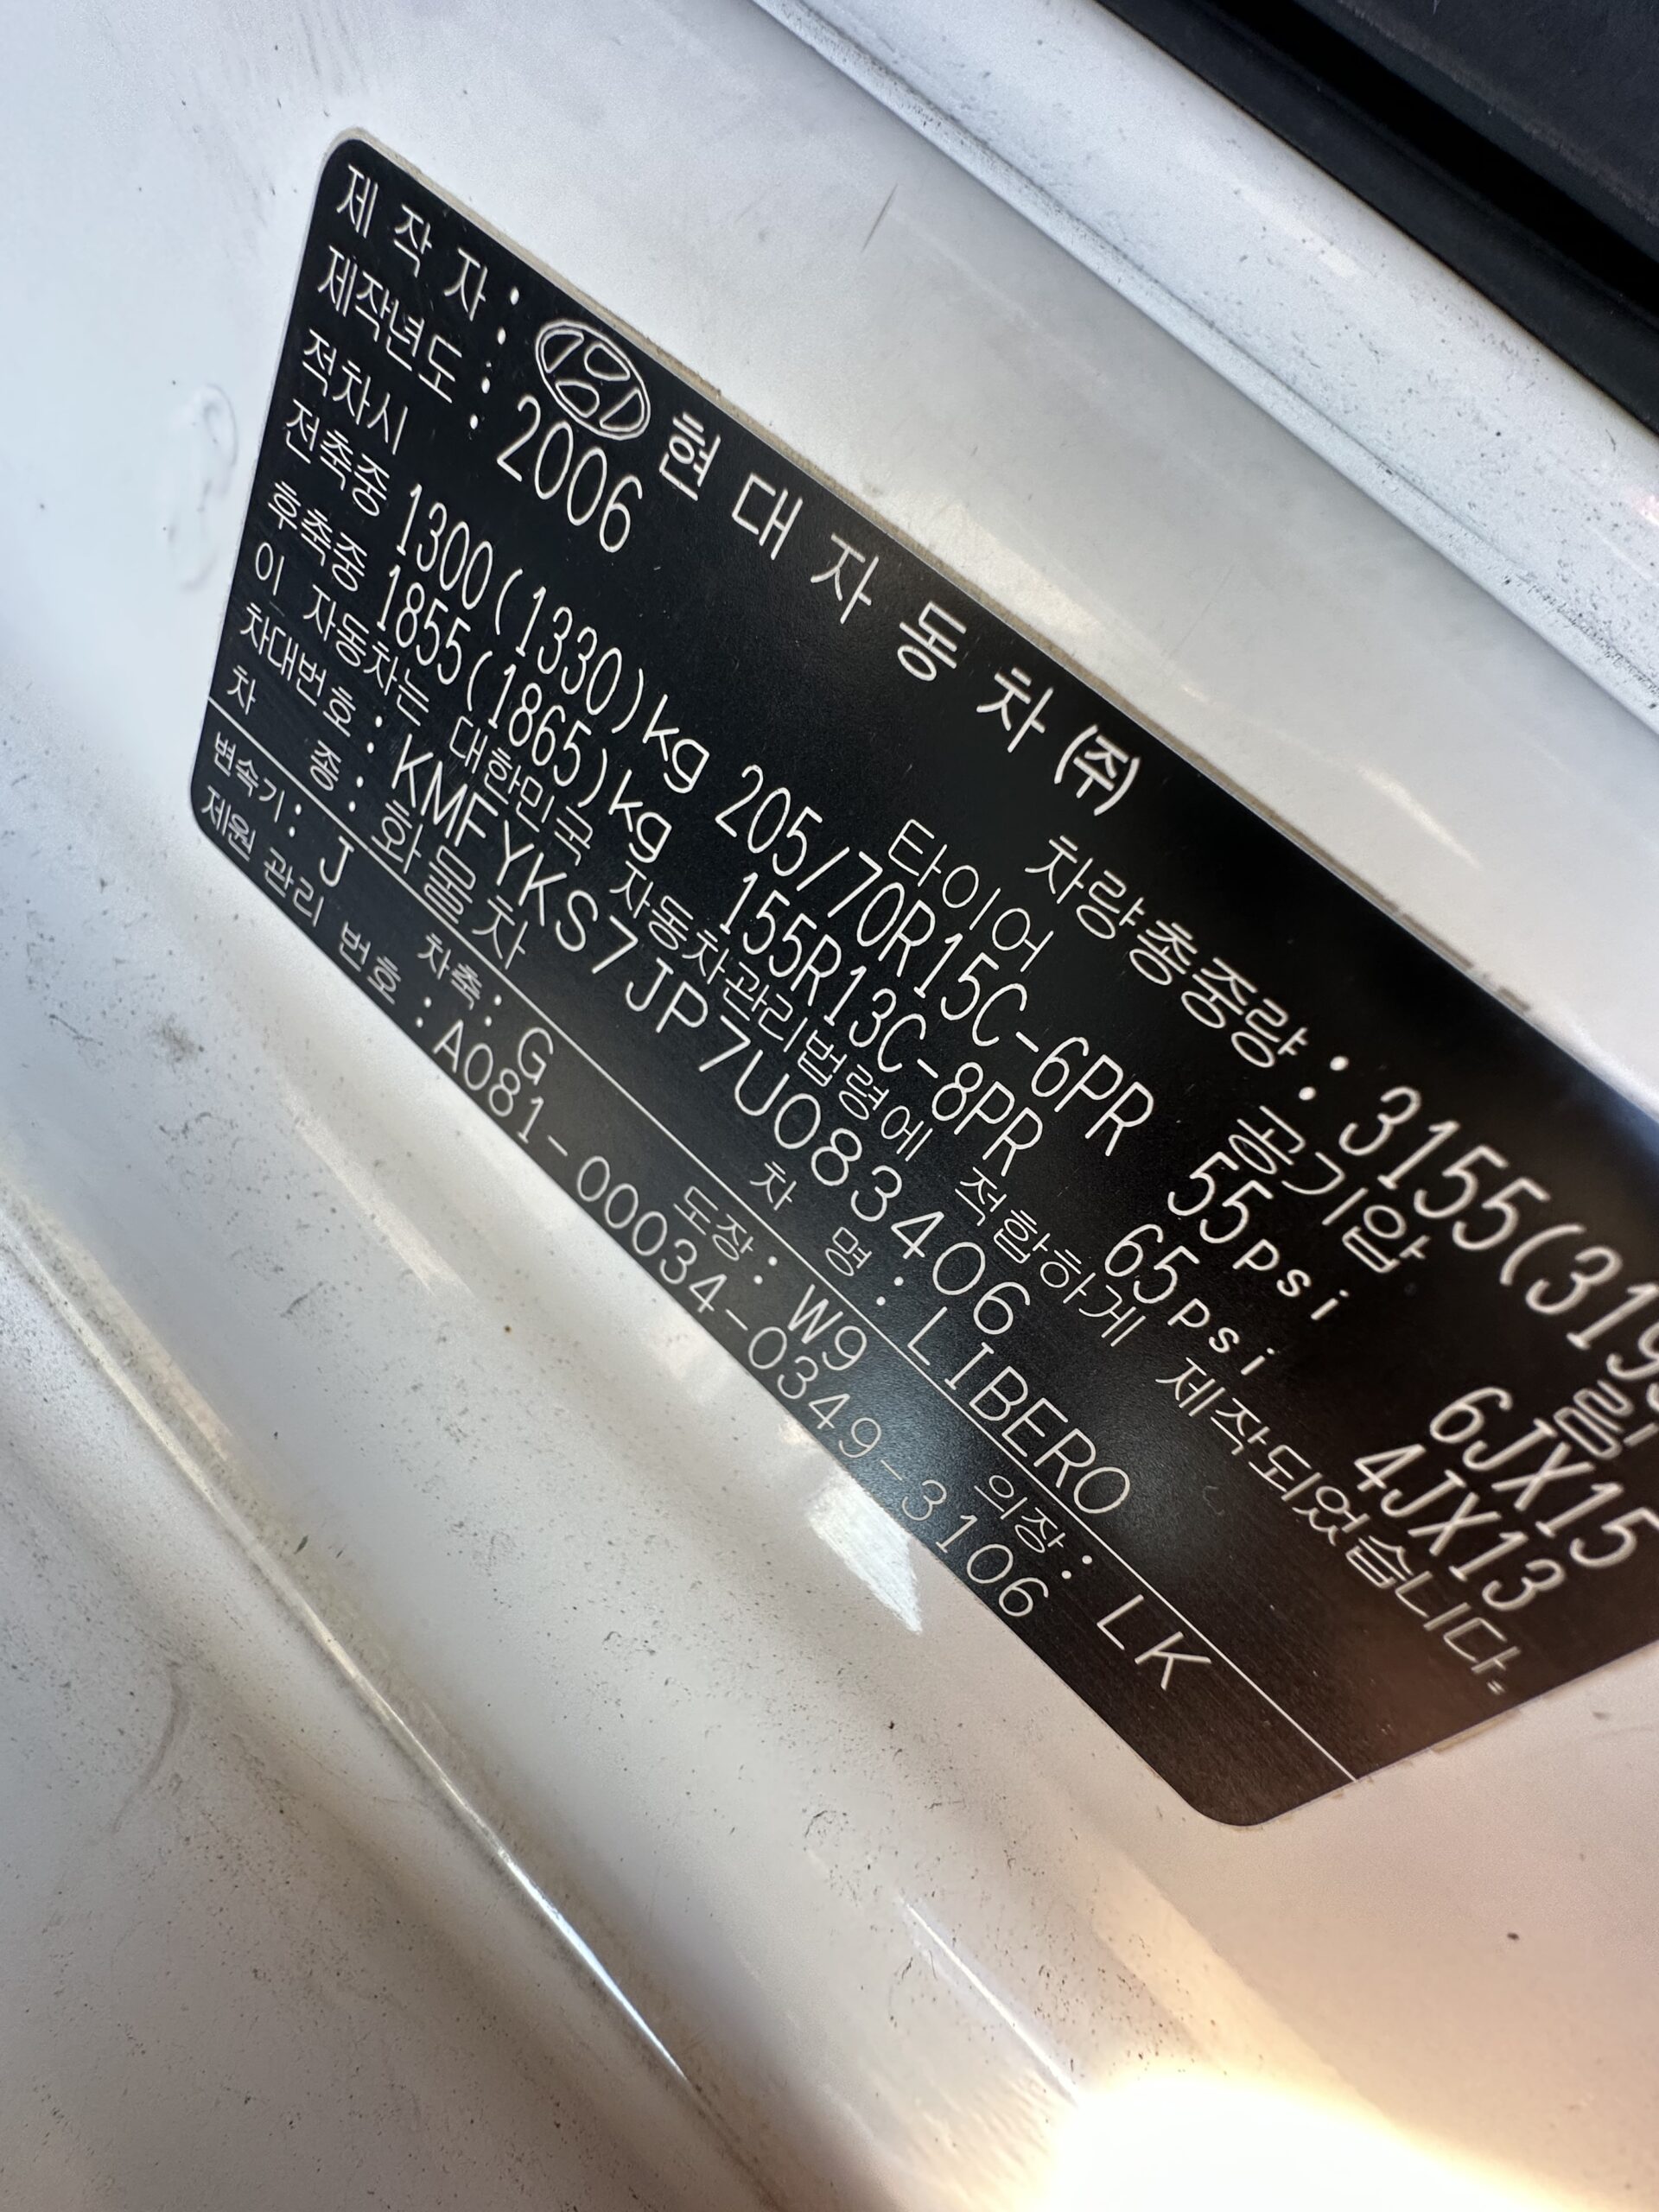 제 작 자 : 현 대 자 동 차 (주)
제작년도 : 2006 차량총중량 : 3155(319
적차시 타이어 공기압 림
전축중 1300(1330)kg 205/70R15C-6PR 55psi 6JX15
후축중 1855(1865)kg 155R13C-8PR 65psi 4JX13
이 자동차는 대한민국 자동차관리법령에 적합하게 제작되었습니다.
차대번호 : KMFYKS7JP7U083406
차 종 : 화물차 차 명 : LIBERO
변속기 : J 차축 : G 도장 : W9 의장 : LK
제원 관리 번호 : A081-00034-0349-3106